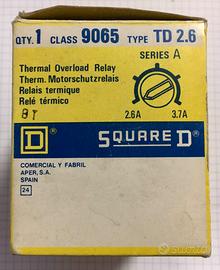 QTY. 1 CLASS 9065 TYPE TD 2.6
SERIES A
Thermal Overload Relay
Therm. Motorschutzrelais
Relais termique
Relé térmico
2.6A 3.7A
D SQUARE D
COMERCIAL Y FABRIL
APER, S.A.
SPAIN
24
subito